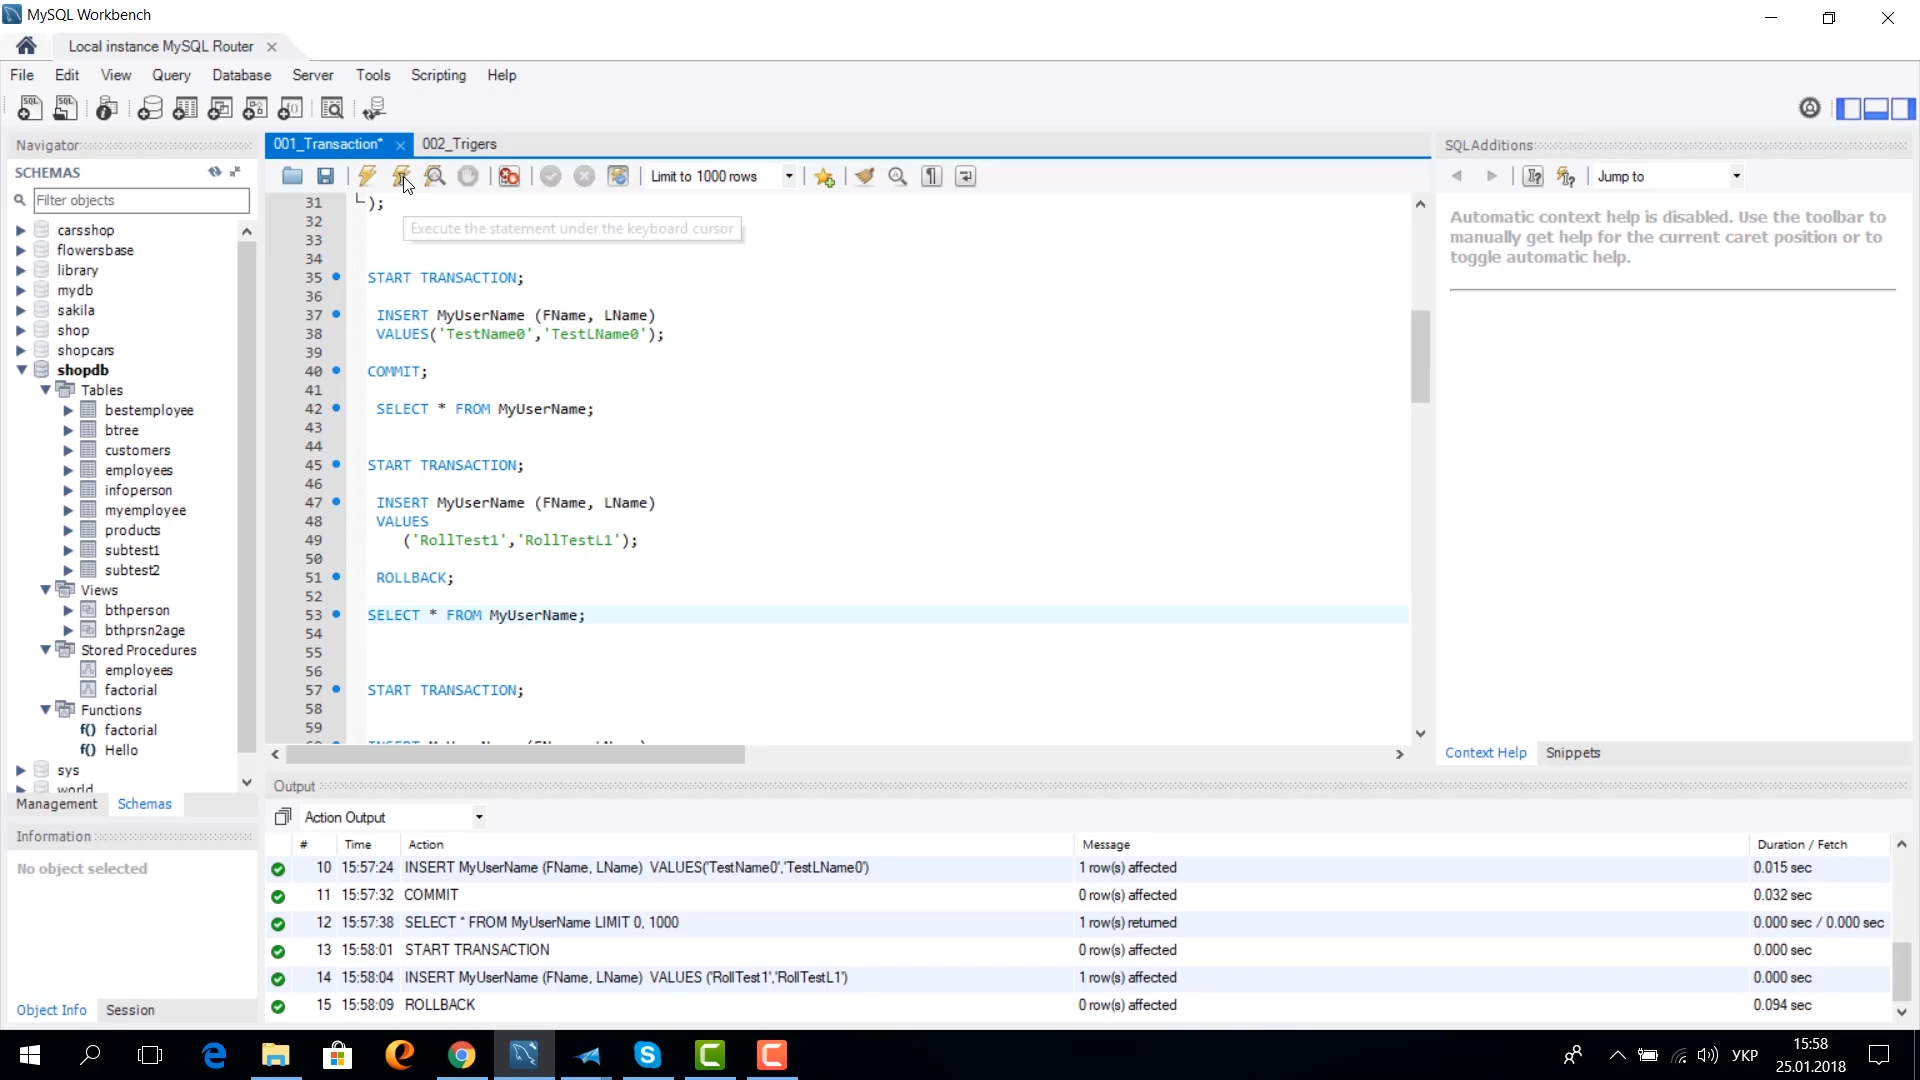 MySQL Workbench
Local instance MySQL Router
File Edit View Query Database Server Tools Scripting Help
Navigator
SCHEMAS
Filter objects
carsshop
flowersbase
library
mydb
sakila
shop
shopcars
shopdb
Tables
bestemployee
btree
customers
employees
infoperson
myemployee
products
subtest1
subtest2
Views
bthperson
bthprsn2age
Stored Procedures
employees
factorial
Functions
f() factorial
f() Hello
sys
world
Management Schemas
Information
No object selected
Object Info Session
001_Transaction* 002_Trigers
Limit to 1000 rows
31 );
32
Execute the statement under the keyboard cursor
33
34
35 START TRANSACTION;
36
37 INSERT MyUserName (FName, LName)
38 VALUES('TestName0','TestLName0');
39
40 COMMIT;
41
42 SELECT * FROM MyUserName;
43
44
45 START TRANSACTION;
46
47 INSERT MyUserName (FName, LName)
48 VALUES
49 ('RollTest1','RollTestL1');
50
51 ROLLBACK;
52
53 SELECT * FROM MyUserName;
54
55
56
57 START TRANSACTION;
58
59
SQLAdditions
Jump to
Automatic context help is disabled. Use the toolbar to
manually get help for the current caret position or to
toggle automatic help.
Context Help Snippets
Output
Action Output
# Time Action Message Duration / Fetch
10 15:57:24 INSERT MyUserName (FName, LName) VALUES('TestName0','TestLName0') 1 row(s) affected 0.015 sec
11 15:57:32 COMMIT 0 row(s) affected 0.032 sec
12 15:57:38 SELECT * FROM MyUserName LIMIT 0, 1000 1 row(s) returned 0.000 sec / 0.000 sec
13 15:58:01 START TRANSACTION 0 row(s) affected 0.000 sec
14 15:58:04 INSERT MyUserName (FName, LName) VALUES ('RollTest1','RollTestL1') 1 row(s) affected 0.000 sec
15 15:58:09 ROLLBACK 0 row(s) affected 0.094 sec
УКР
15:58
25.01.2018